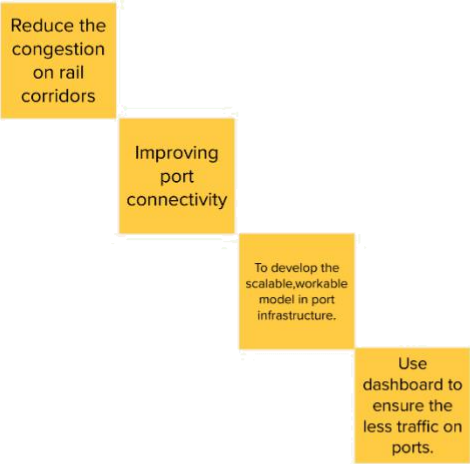 Reduce the
congestion
on rail
corridors
Improving
port
connectivity
To develop the
scalable,workable
model in port
infrastructure.
Use
dashboard to
ensure the
less traffic on
ports.